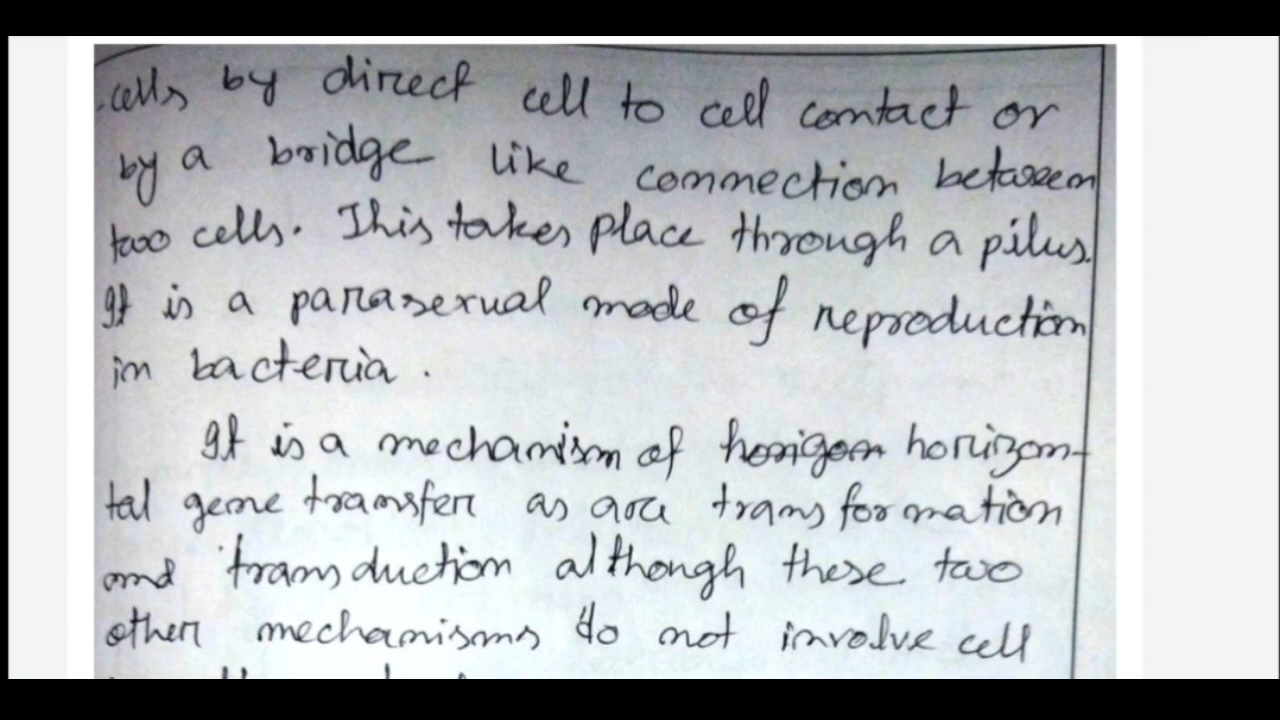 cells by direct cell to cell contact or
by a bridge like connection between
two cells. This takes place through a pilus.
It is a parasexual mode of reproduction
in bacteria.
It is a mechanism of horigon horizon-
tal gene transfer as are transformation
and transduction although these two
other mechanisms do not involve cell